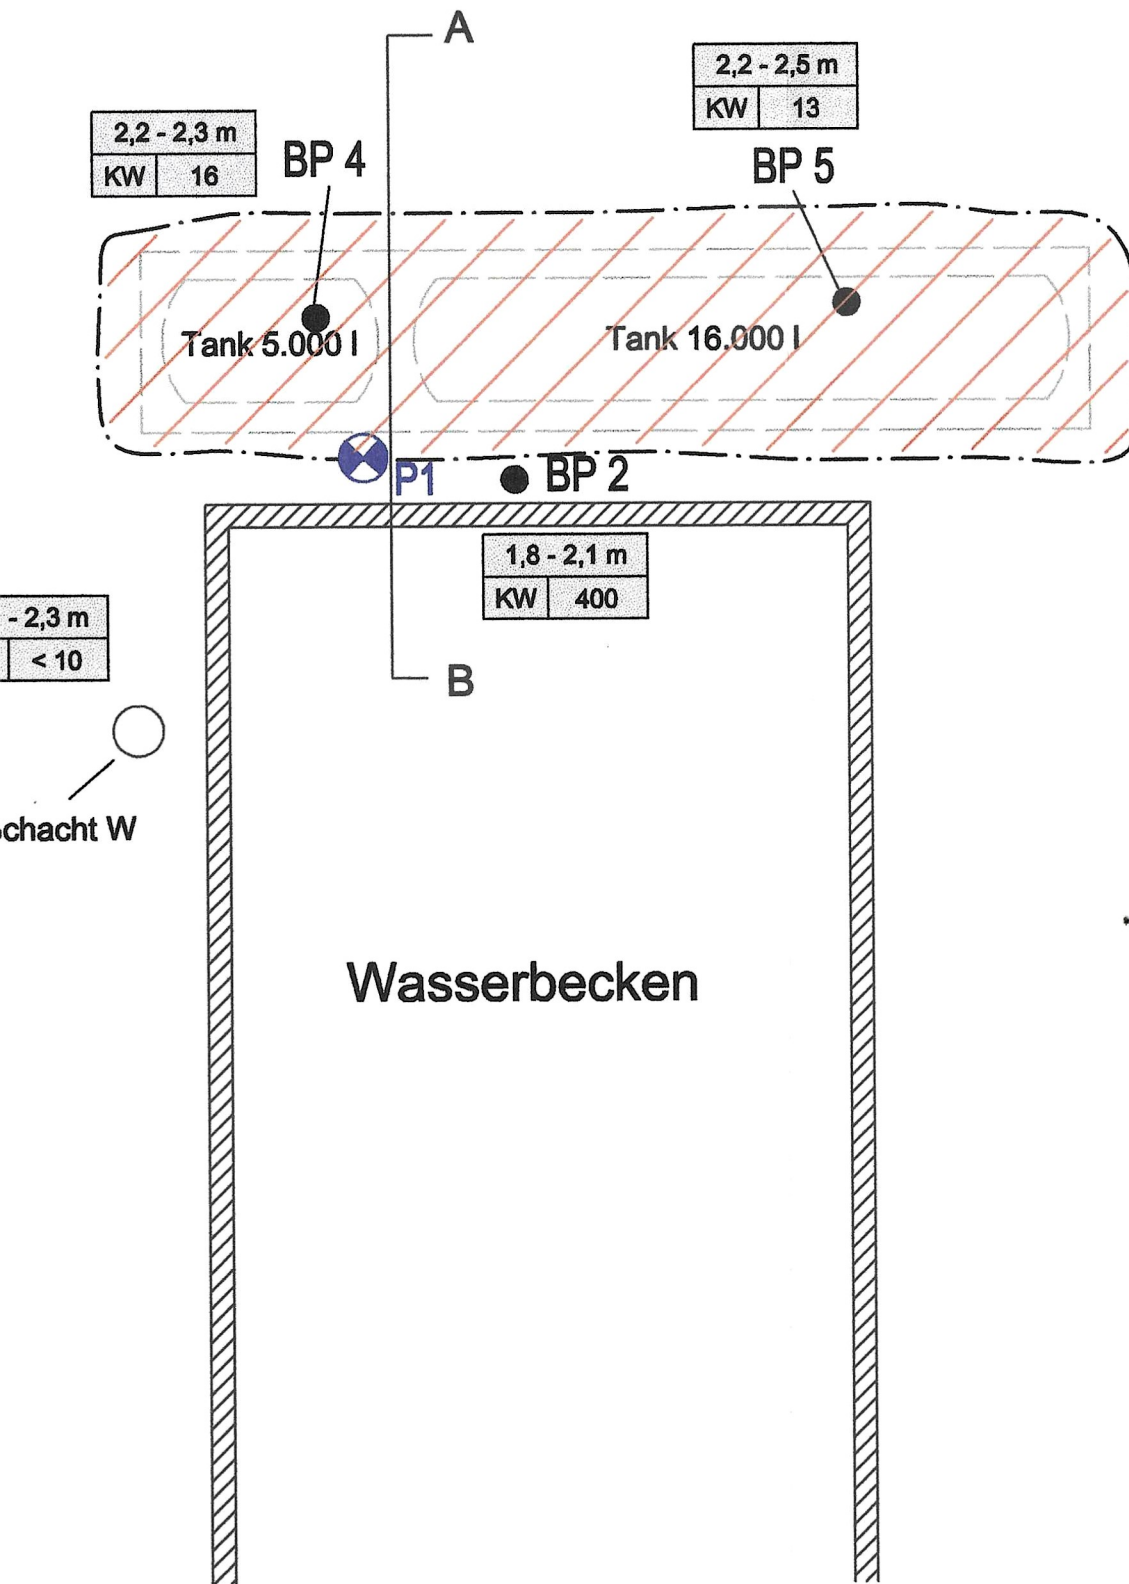 A
2,2 - 2,5 m
KW 13
2,2 - 2,3 m
KW 16
BP 4
BP 5
Tank 5.000 l
Tank 16.000 l
P1
BP 2
1,8 - 2,1 m
KW 400
- 2,3 m
< 10
B
chacht W
Wasserbecken